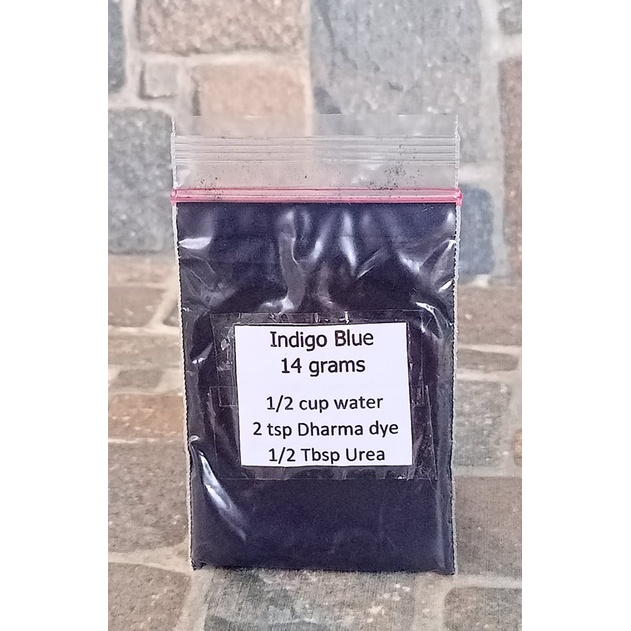 Indigo Blue
14 grams
1/2 cup water
2 tsp Dharma dye
1/2 Tbsp Urea